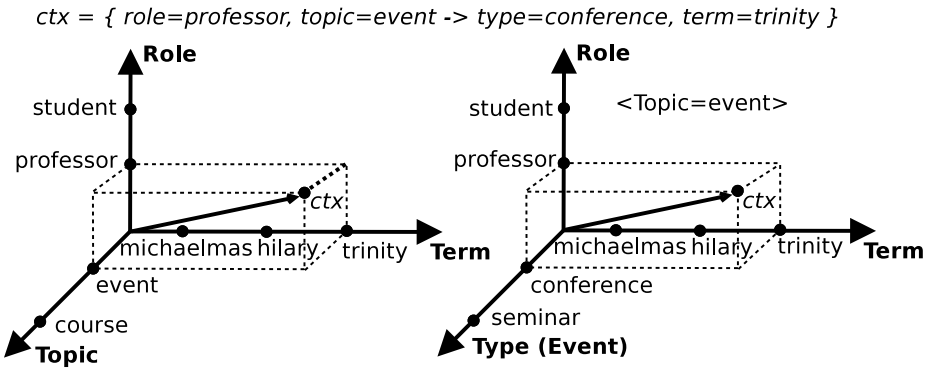 ctx = { role=professor, topic=event -> type=conference, term=trinity }
Role
student
professor
ctx
michaelmas
hilary
trinity
Term
event
course
Topic
Role
student
<Topic=event>
professor
ctx
michaelmas
hilary
trinity
Term
conference
seminar
Type (Event)